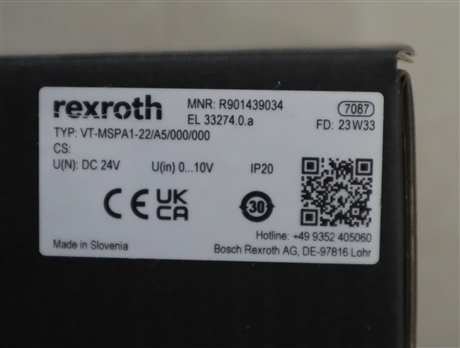 rexroth
MNR: R901439034
7087
EL 33274.0.a
FD: 23W33
TYP: VT-MSPA1-22/A5/000/000
CS:
U(N): DC 24V U(in) 0...10V IP20
CE UK CA
30
Hotline: +49 9352 405060
Made in Slovenia
Bosch Rexroth AG, DE-97816 Lohr